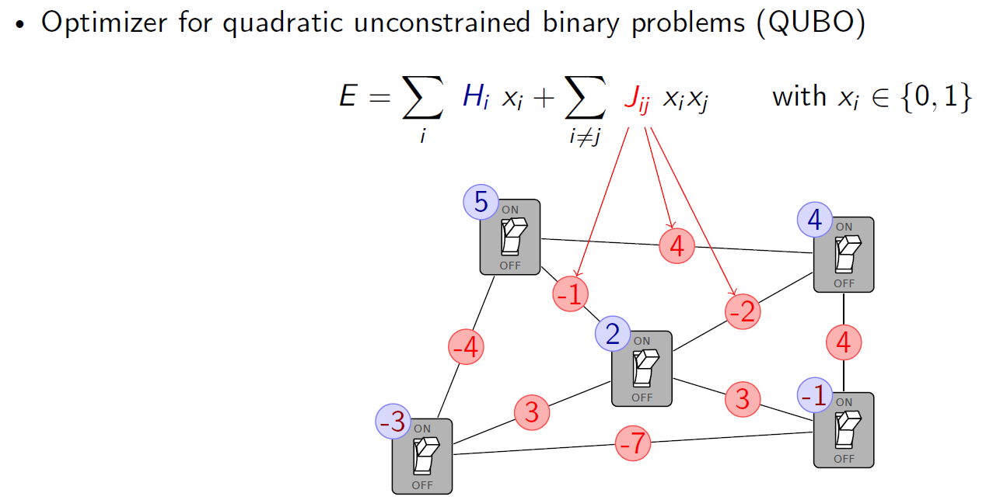 • Optimizer for quadratic unconstrained binary problems (QUBO)
E = ∑ H_i x_i + ∑ J_ij x_i x_j with x_i ∈ {0, 1}
i i≠j
5
ON
OFF
4
ON
OFF
4
-1
-2
2
ON
OFF
-4
4
3
3
-1
ON
OFF
-3
ON
OFF
-7